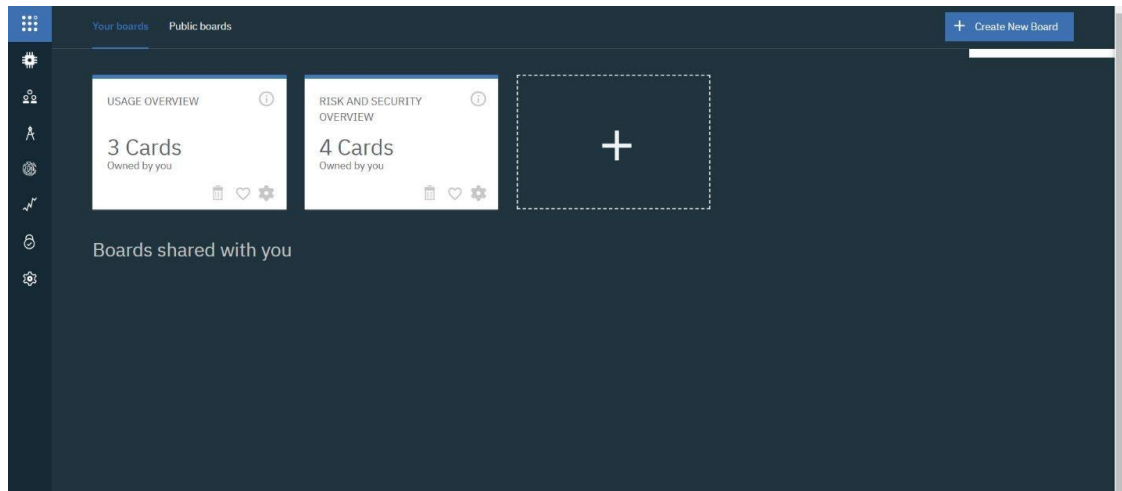 Your boards
Public boards
+ Create New Board
USAGE OVERVIEW
3 Cards
Owned by you
RISK AND SECURITY
OVERVIEW
4 Cards
Owned by you
Boards shared with you